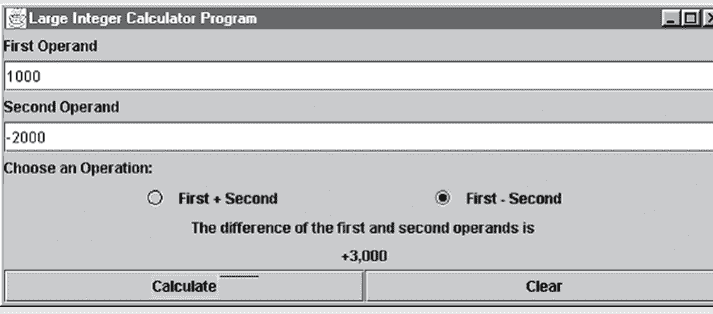 Large Integer Calculator Program
First Operand
1000
Second Operand
-2000
Choose an Operation:
First + Second First - Second
The difference of the first and second operands is
+3,000
Calculate Clear